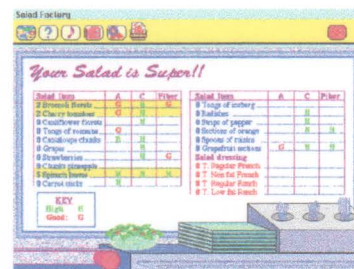 Salad Factory
Your Salad is Super!!
Salad Item A C Fiber
2 Broccoli florets G H G
2 Cherry tomatoes G H
0 Cauliflower florets H
0 Tongs of romaine G
0 Cantaloupe chunks H H
0 Grapes
0 Strawberries H G
0 Chunks pineapple
5 Spinach leaves H H H
0 Carrot sticks H
KEY
High: H
Good: G
Salad Item A C Fiber
0 Tongs of iceberg
0 Radishes H
0 Strips of pepper H
0 Sections of orange H H
0 Spoons of raisins
0 Grapefruit sections G H H
Salad dressing
0 T. Regular French
0 T. Non fat French
0 T. Regular Ranch
0 T. Low fat Ranch